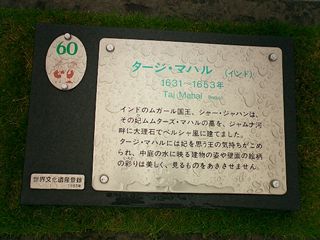 60
タージ・マハル (インド)
1631〜1653年
Taj Mahal
インドのムガール国王、シャー・ジャハンは、
その妃ムムターズ・マハルの墓を、ジャムナ河
畔に大理石でペルシャ風に建てました。
タージ・マハルには妃を思う王の気持ちがこめ
られ、中庭の水に映る建物の姿や壁面の絵柄
の彩りは美しく、見るものをあきさせません。
世界文化遺産登録
1983年